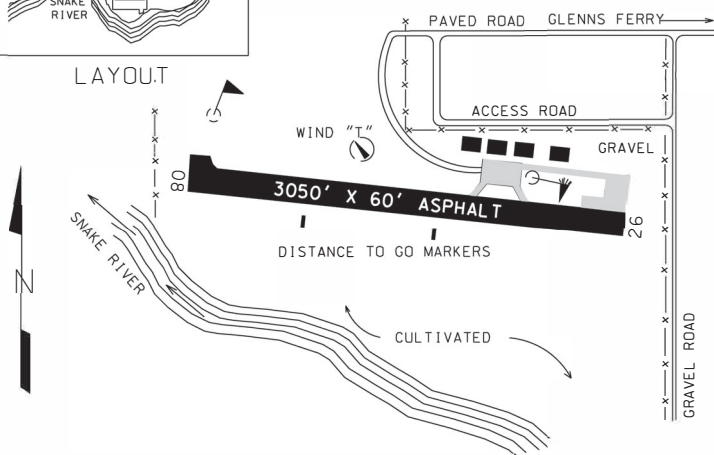 SNAKE
RIVER
LAYOUT
PAVED ROAD GLENNS FERRY
ACCESS ROAD
WIND "T"
GRAVEL
08
3050' X 60' ASPHALT
26
DISTANCE TO GO MARKERS
SNAKE RIVER
N
CULTIVATED
GRAVEL ROAD